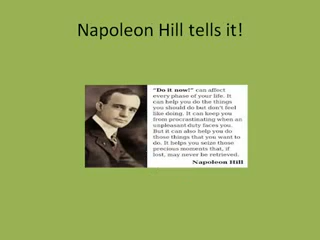 Napoleon Hill tells it!
"Do it now!" can affect
every phase of your life. It
can help you do the things
you should do but don't feel
like doing. It can keep you
from procrastinating when an
unpleasant duty faces you.
But it can also help you do
those things that you want to
do. It helps you seize those
precious moments that, if
lost, may never be retrieved.
Napoleon Hill